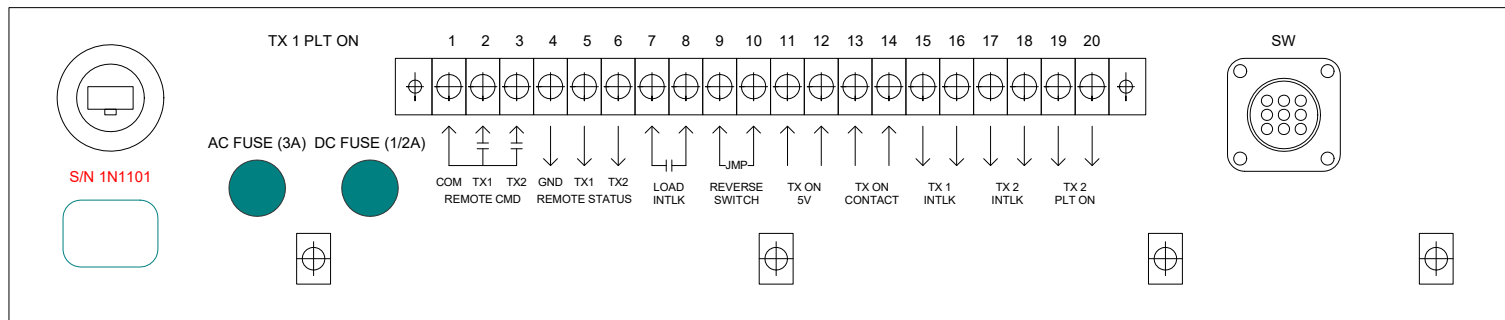 TX 1 PLT ON 1 2 3 4 5 6 7 8 9 10 11 12 13 14 15 16 17 18 19 20 SW
AC FUSE (3A) DC FUSE (1/2A)
S/N 1N1101
COM TX1 TX2
REMOTE CMD
GND TX1 TX2
REMOTE STATUS
LOAD
INTLK
JMP
REVERSE
SWITCH
TX ON
5V
TX ON
CONTACT
TX 1
INTLK
TX 2
INTLK
TX 2
PLT ON